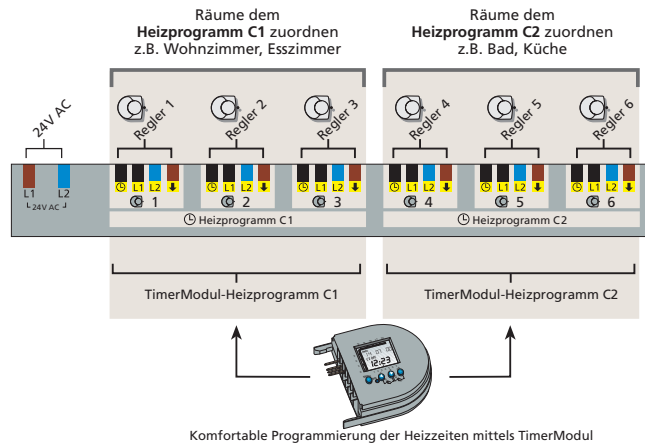 Räume dem
Heizprogramm C1 zuordnen
z.B. Wohnzimmer, Esszimmer
Räume dem
Heizprogramm C2 zuordnen
z.B. Bad, Küche
24V AC
Regler 1
Regler 2
Regler 3
Regler 4
Regler 5
Regler 6
L1 L2
24V AC
L1 L2
L1 L2
L1 L2
L1 L2
L1 L2
L1 L2
1
2
3
4
5
6
Heizprogramm C1
Heizprogramm C2
TimerModul-Heizprogramm C1
TimerModul-Heizprogramm C2
12:23
Komfortable Programmierung der Heizzeiten mittels TimerModul